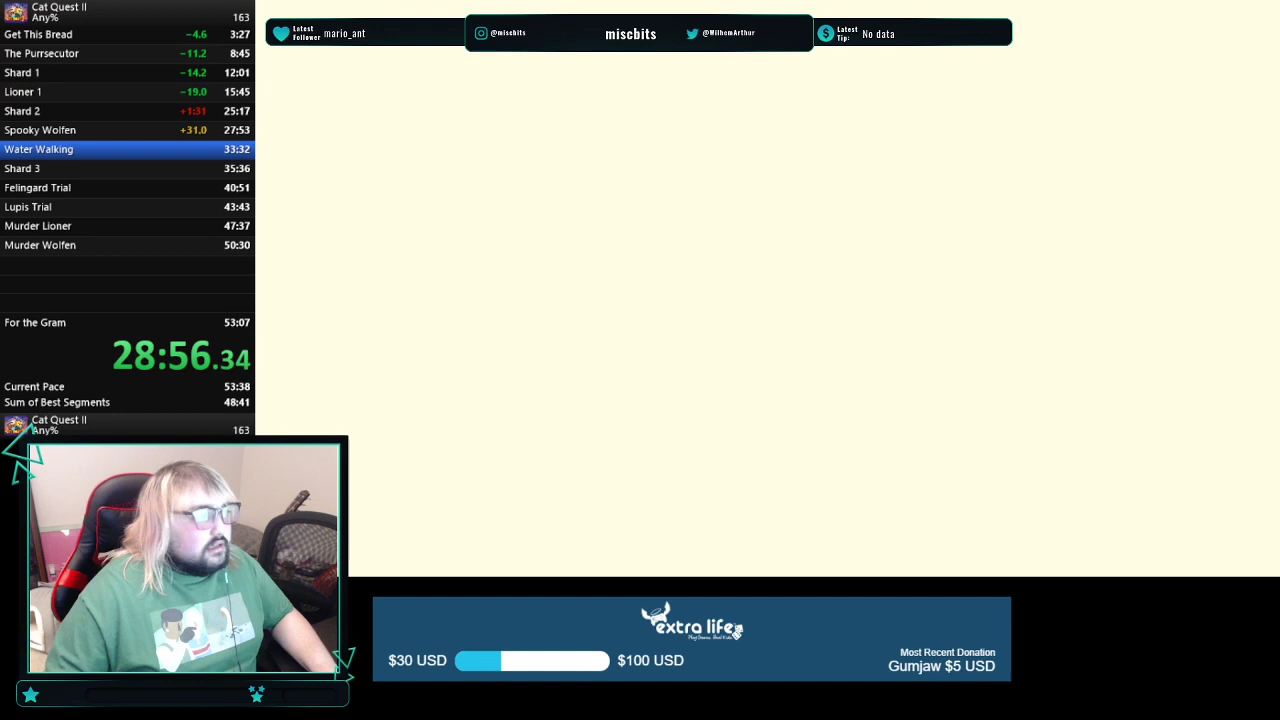 Cat Quest II
Any% 163
Get This Bread −4.6 3:27
The Purrsecutor −11.2 8:45
Shard 1 −14.2 12:01
Lioner 1 −19.0 15:45
Shard 2 +1:31 25:17
Spooky Wolfen +31.0 27:53
Water Walking 33:32
Shard 3 35:36
Felingard Trial 40:51
Lupis Trial 43:43
Murder Lioner 47:37
Murder Wolfen 50:30
For the Gram 53:07
28:56.34
Current Pace 53:38
Sum of Best Segments 48:41
Cat Quest II
Any% 163
Latest Follower mario_ant
@miscbits
miscbits
@WilhemArthur
Latest Tip: No data
extra life
Play Games. Heal Kids.
$30 USD $100 USD
Most Recent Donation
Gumjaw $5 USD